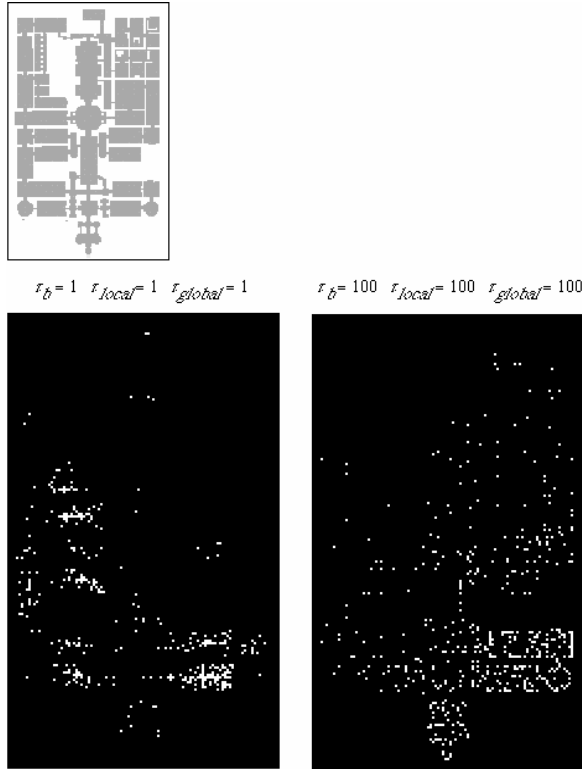 τb = 1 τlocal = 1 τglobal = 1
τb = 100 τlocal = 100 τglobal = 100